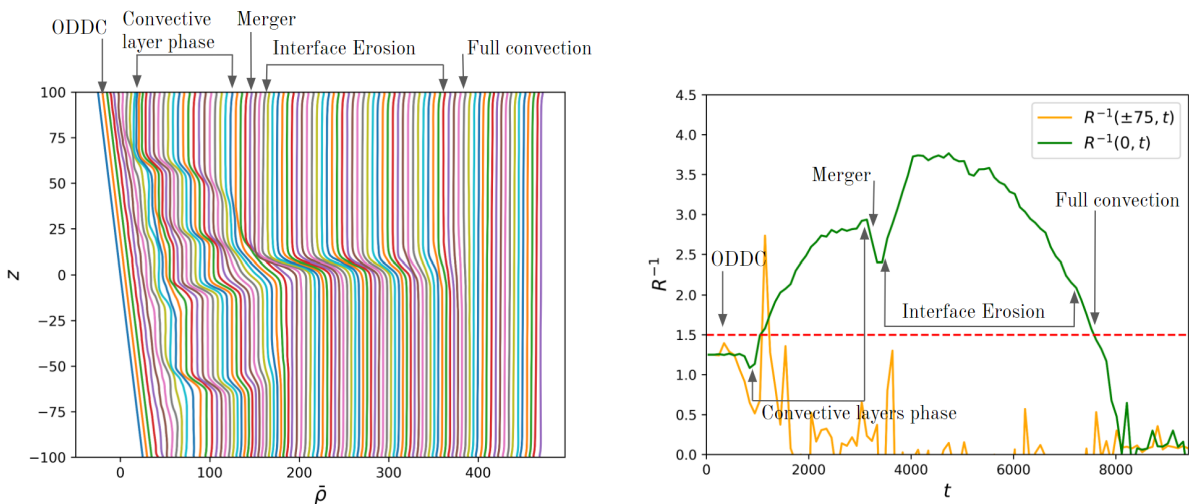 ODDC
Convective
layer phase
Merger
Interface Erosion
Full convection
100
75
50
25
0
−25
−50
−75
−100
z
0
100
200
300
400
ρ̄
4.5
4.0
3.5
3.0
2.5
2.0
1.5
1.0
0.5
0.0
R⁻¹
R⁻¹(±75, t)
R⁻¹(0, t)
Merger
Full convection
ODDC
Interface Erosion
Convective layers phase
0
2000
4000
6000
8000
t